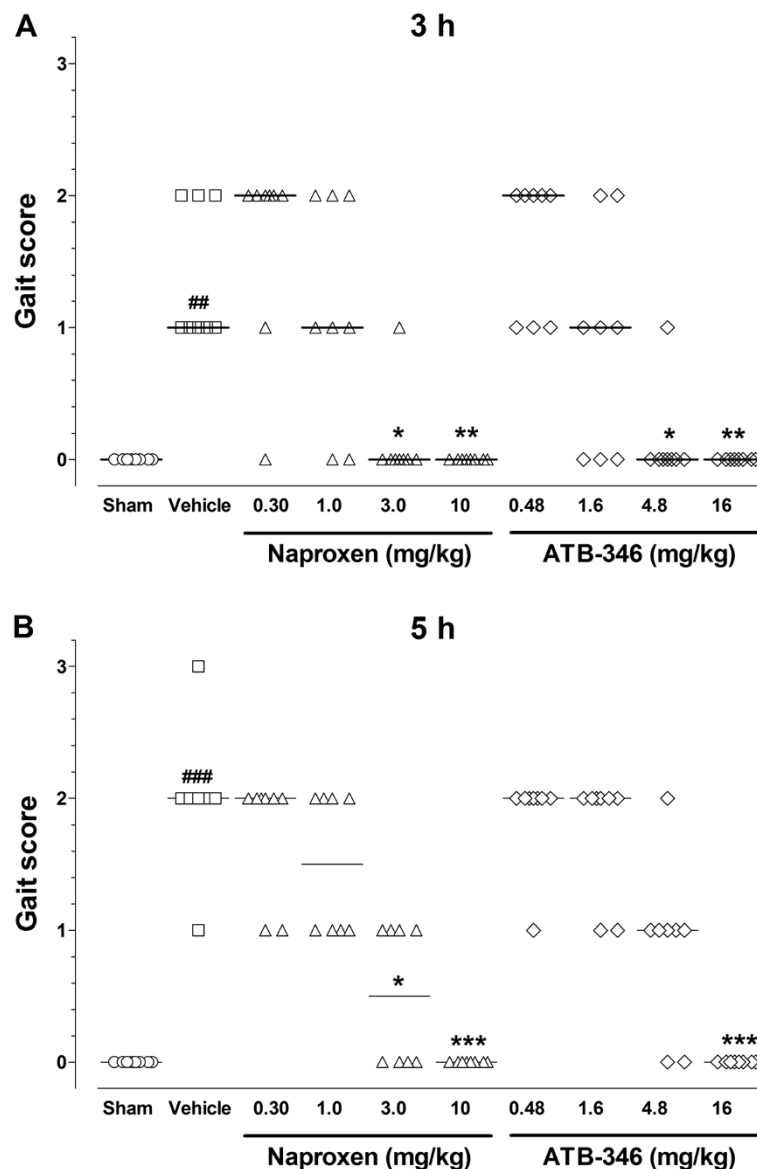 A
3 h
Gait score
3
2
##
1
*
**
*
**
0
Sham
Vehicle
0.30
1.0
3.0
10
0.48
1.6
4.8
16
Naproxen (mg/kg)
ATB-346 (mg/kg)
B
5 h
Gait score
3
###
2
1
*
***
***
0
Sham
Vehicle
0.30
1.0
3.0
10
0.48
1.6
4.8
16
Naproxen (mg/kg)
ATB-346 (mg/kg)